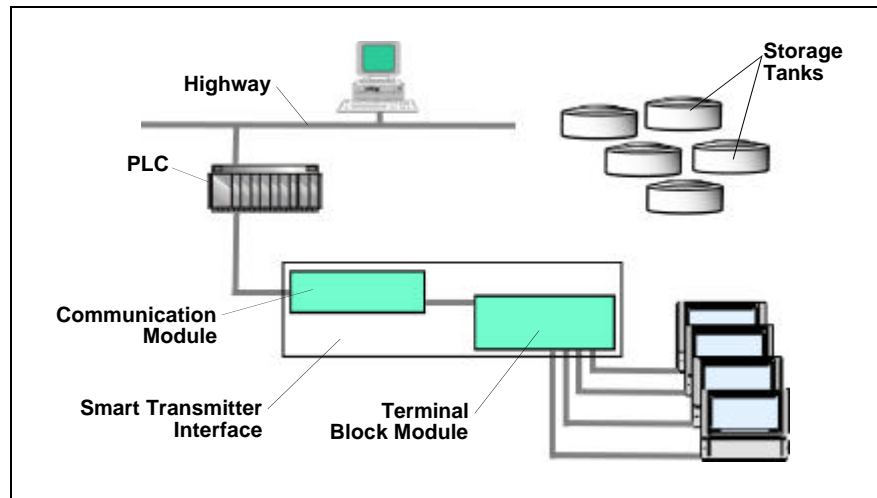 Storage
Tanks
Highway
PLC
Communication
Module
Smart Transmitter
Interface
Terminal
Block Module